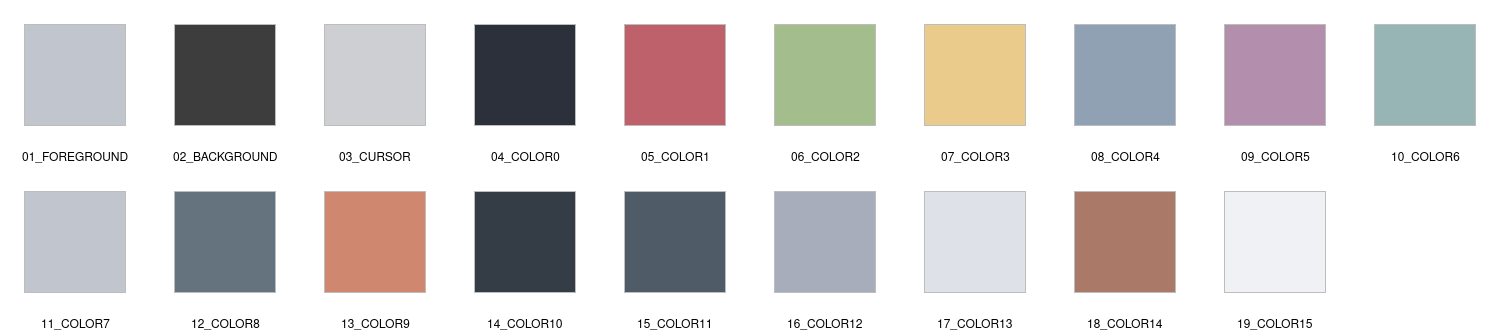 01_FOREGROUND 02_BACKGROUND 03_CURSOR 04_COLOR0 05_COLOR1 06_COLOR2 07_COLOR3 08_COLOR4 09_COLOR5 10_COLOR6
11_COLOR7 12_COLOR8 13_COLOR9 14_COLOR10 15_COLOR11 16_COLOR12 17_COLOR13 18_COLOR14 19_COLOR15